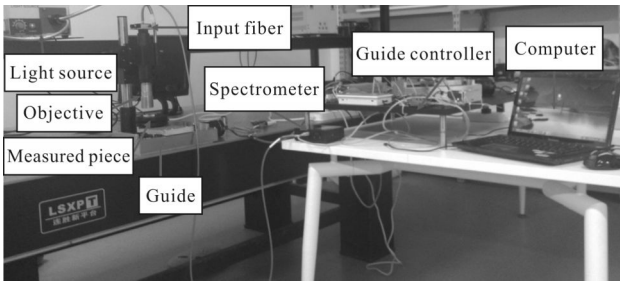 Input fiber
Guide controller
Computer
Light source
Spectrometer
Objective
Measured piece
Guide
LSXPT